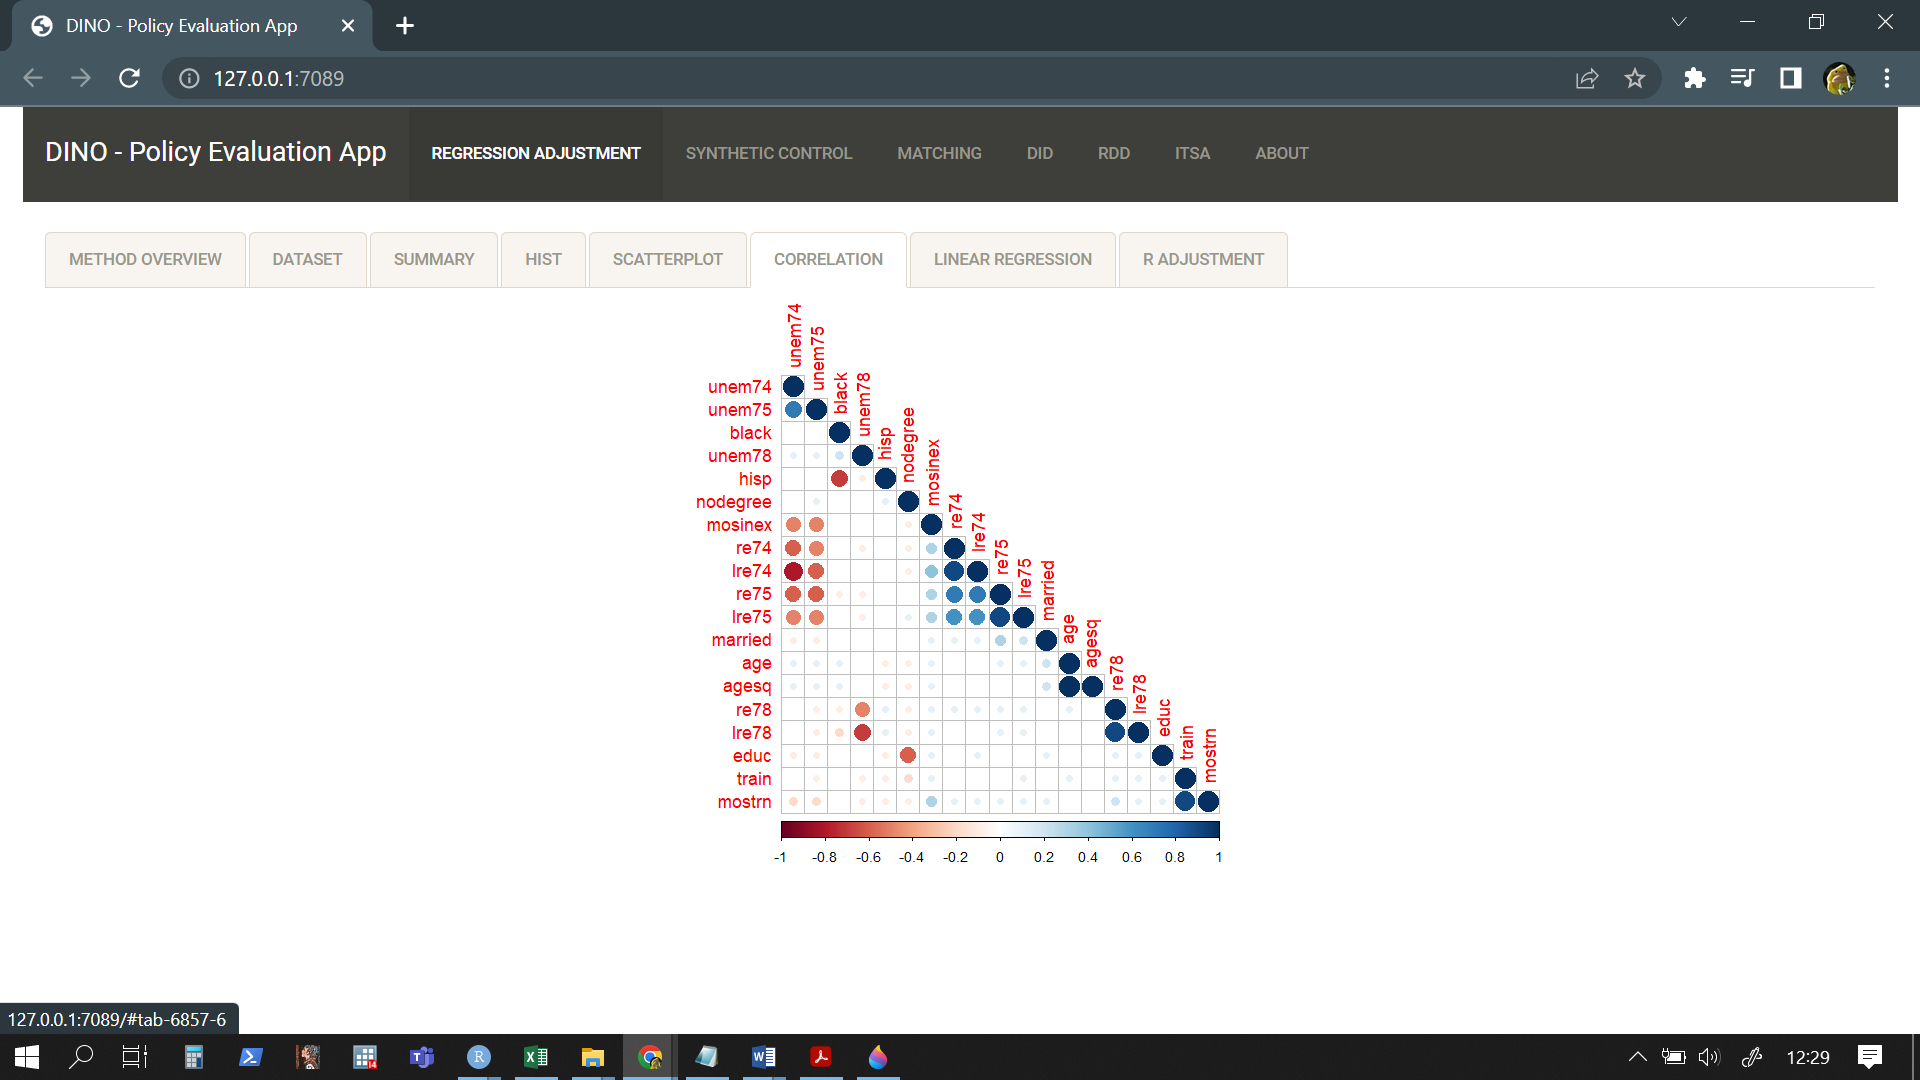 DINO - Policy Evaluation App
127.0.0.1:7089
DINO - Policy Evaluation App REGRESSION ADJUSTMENT SYNTHETIC CONTROL MATCHING DID RDD ITSA ABOUT
METHOD OVERVIEW DATASET SUMMARY HIST SCATTERPLOT CORRELATION LINEAR REGRESSION R ADJUSTMENT
unem74
unem75
black
unem78
hisp
nodegree
mosinex
re74
lre74
re75
lre75
married
age
agesq
re78
lre78
educ
train
mostrn
unem74
unem75
black
unem78
hisp
nodegree
mosinex
re74
lre74
re75
lre75
married
age
agesq
re78
lre78
educ
train
mostrn
-1 -0.8 -0.6 -0.4 -0.2 0 0.2 0.4 0.6 0.8 1
127.0.0.1:7089/#tab-6857-6
14
T
R
X
W
12:29